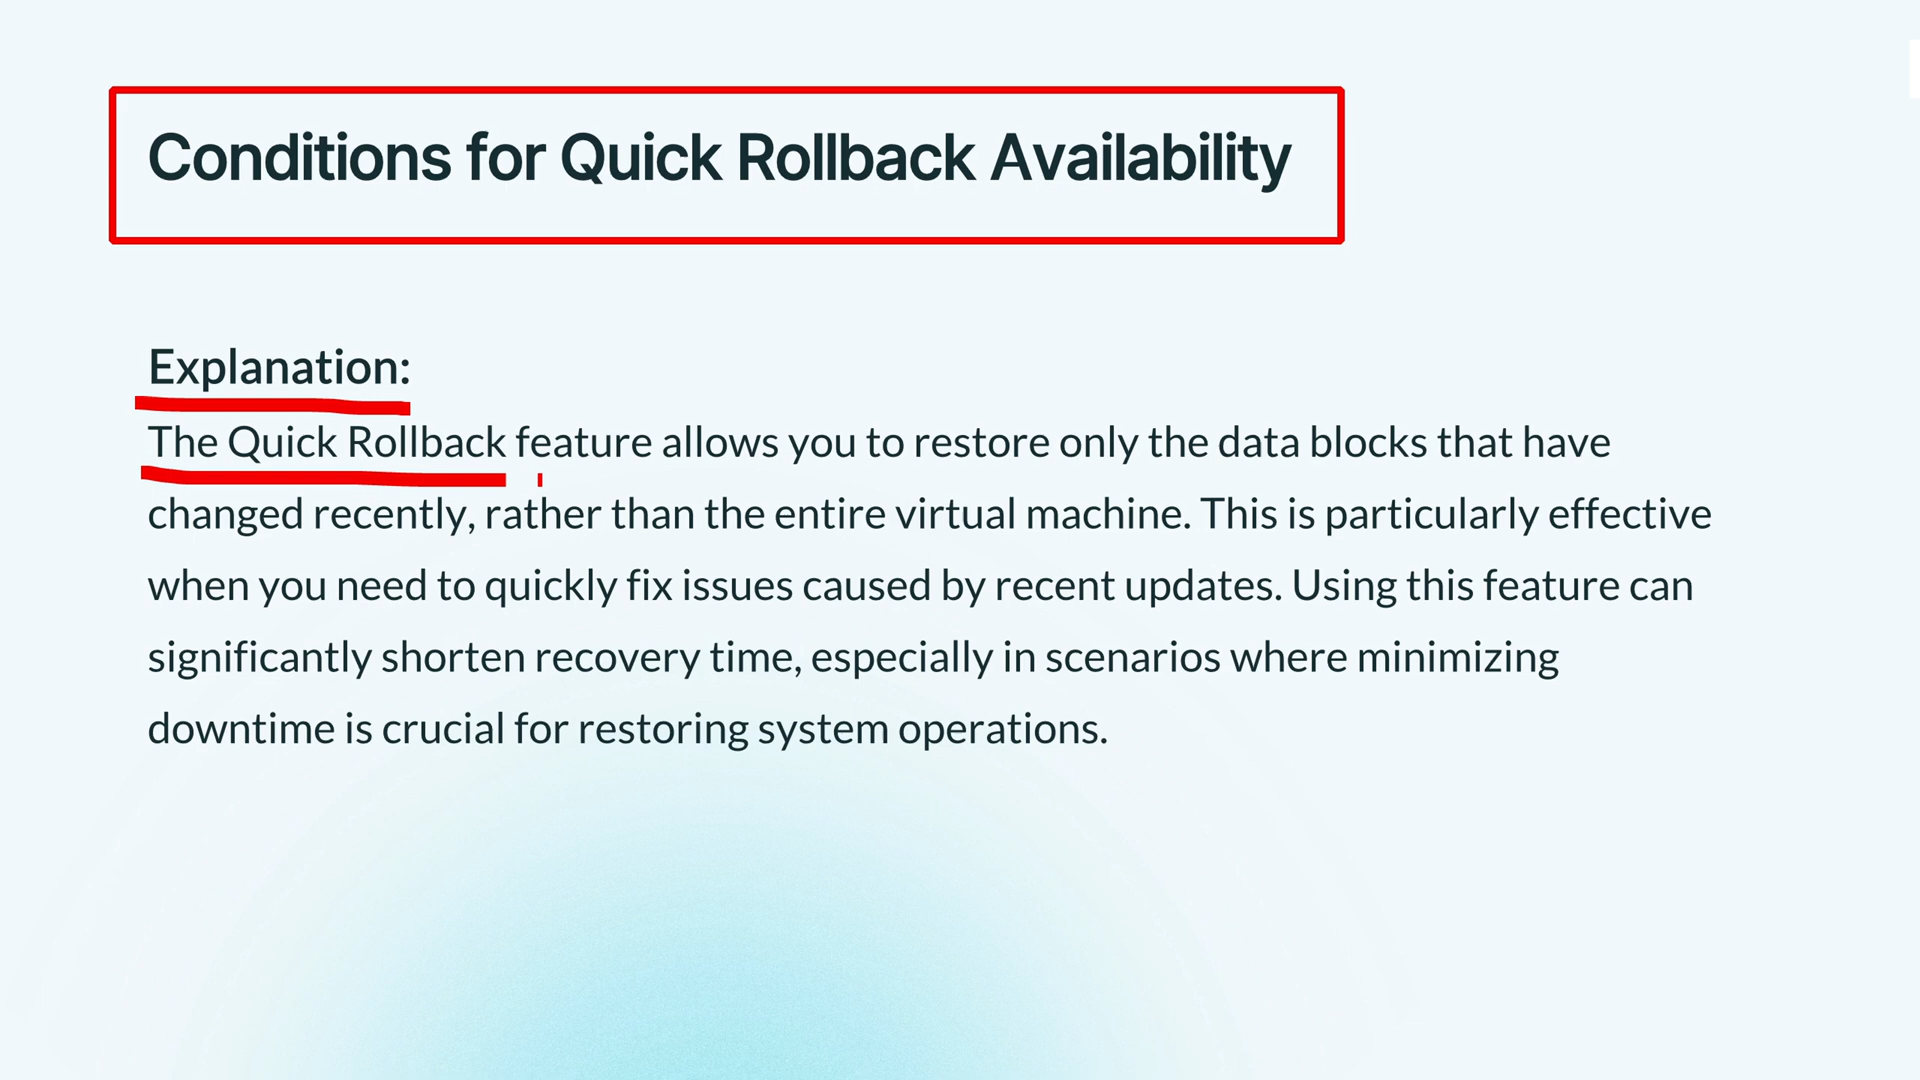 Conditions for Quick Rollback Availability
Explanation:
The Quick Rollback feature allows you to restore only the data blocks that have
changed recently, rather than the entire virtual machine. This is particularly effective
when you need to quickly fix issues caused by recent updates. Using this feature can
significantly shorten recovery time, especially in scenarios where minimizing
downtime is crucial for restoring system operations.